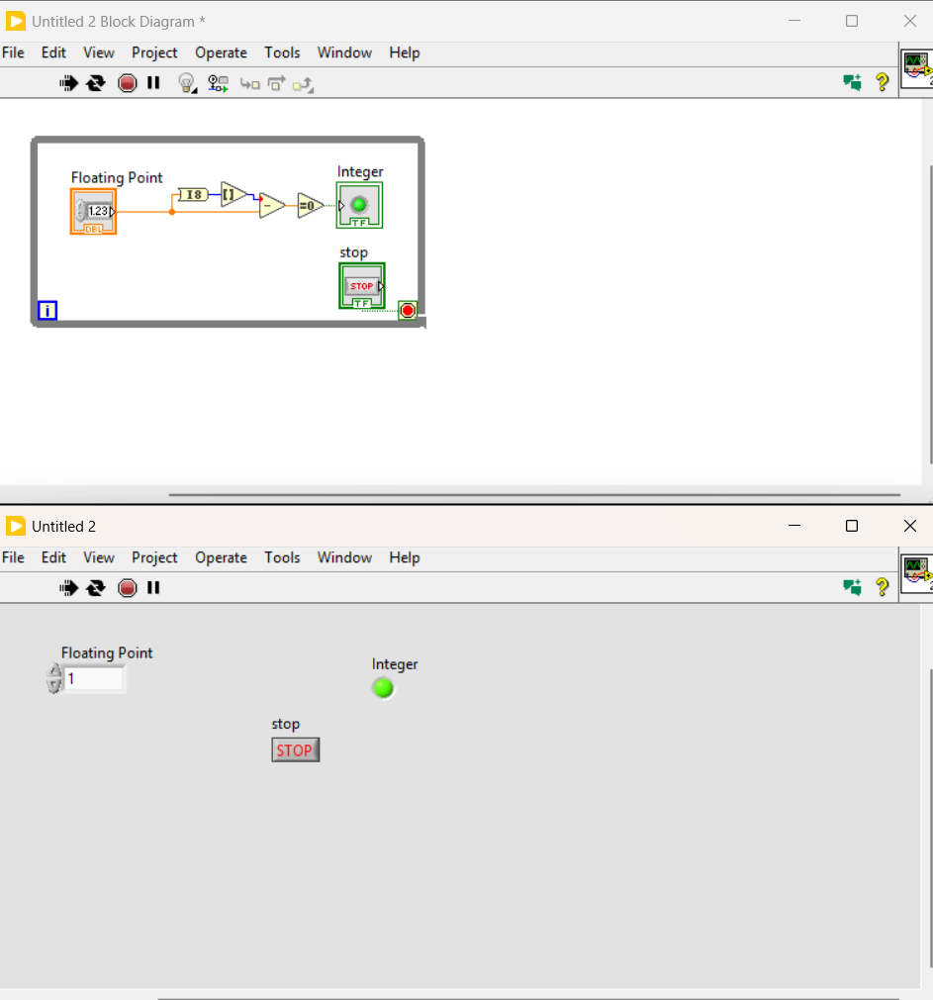 Untitled 2 Block Diagram *
File Edit View Project Operate Tools Window Help
Floating Point
1.23
DBL
I8
[]
-
=0
Integer
TF
stop
STOP
TF
i
Untitled 2
File Edit View Project Operate Tools Window Help
Floating Point
1
Integer
stop
STOP